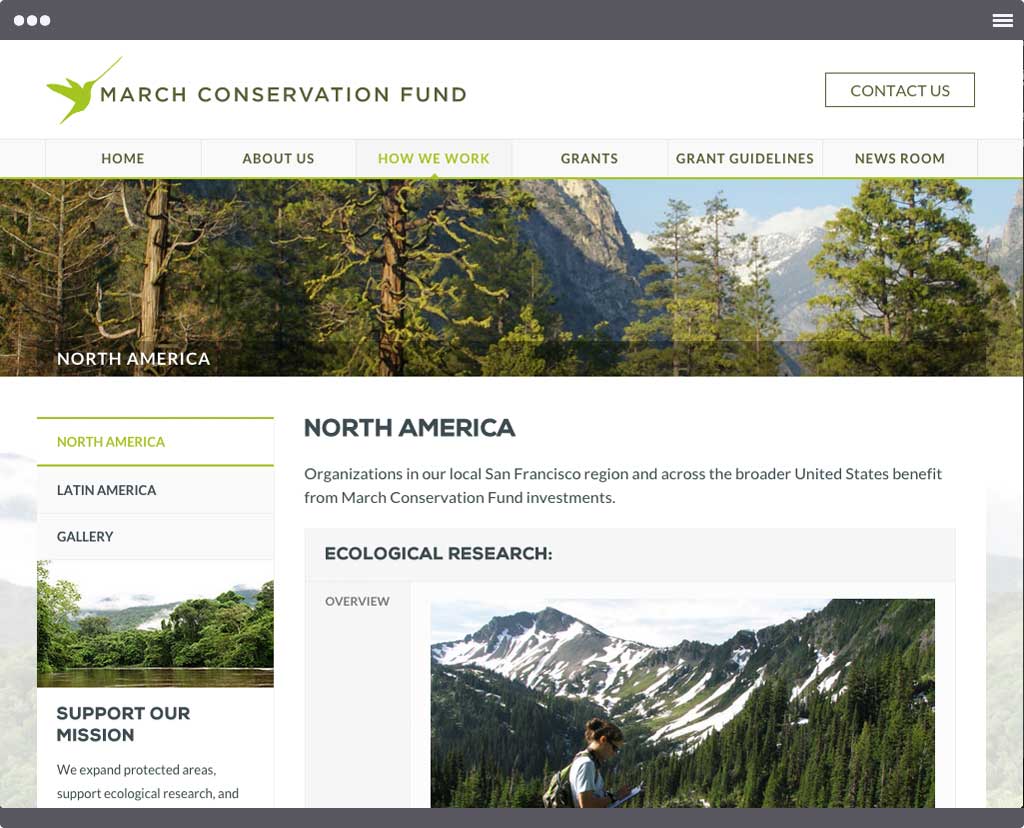 MARCH CONSERVATION FUND
CONTACT US
HOME
ABOUT US
HOW WE WORK
GRANTS
GRANT GUIDELINES
NEWS ROOM
NORTH AMERICA
NORTH AMERICA
LATIN AMERICA
GALLERY
SUPPORT OUR
MISSION
We expand protected areas,
support ecological research, and
NORTH AMERICA
Organizations in our local San Francisco region and across the broader United States benefit
from March Conservation Fund investments.
ECOLOGICAL RESEARCH:
OVERVIEW